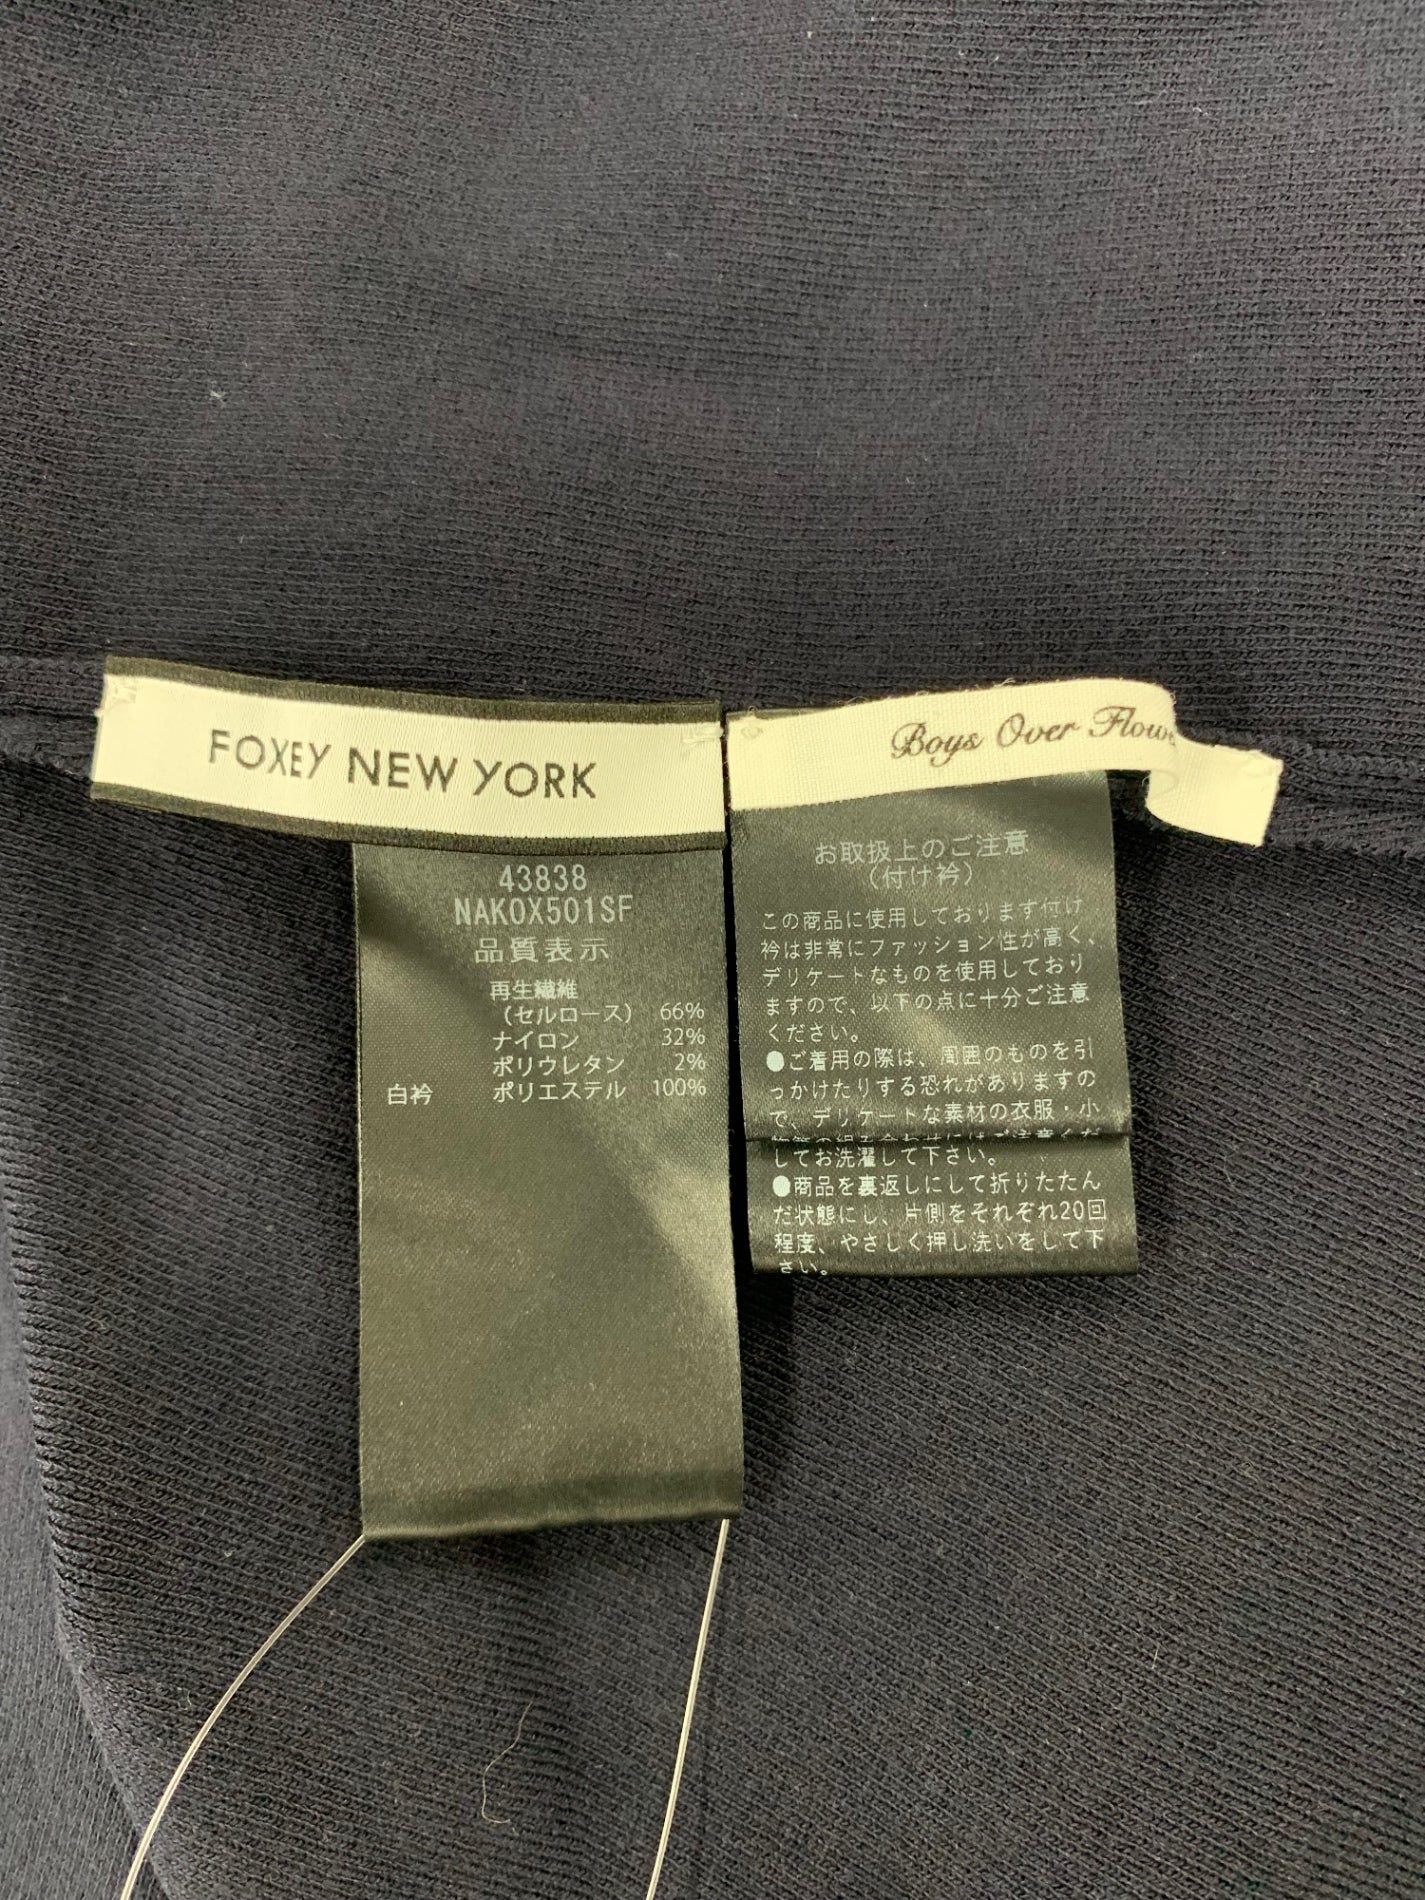 FOXEY NEW YORK
43838
NAKOX501SF
品質表示
再生繊維
(セルロース) 66%
ナイロン 32%
ポリウレタン 2%
白衿 ポリエステル 100%
Boys Over Flowe
お取扱上のご注意
(付け衿)
この商品に使用しております付け
衿は非常にファッション性が高く、
デリケートなものを使用しており
ますので、以下の点に十分ご注意
ください。
●ご着用の際は、周囲のものを引
っかけたりする恐れがありますの
で、デリケートな素材の衣服・小
してお洗濯して下さい。
●商品を裏返しにして折りたたん
だ状態にし、片側をそれぞれ20回
程度、やさしく押し洗いをして下
さい。